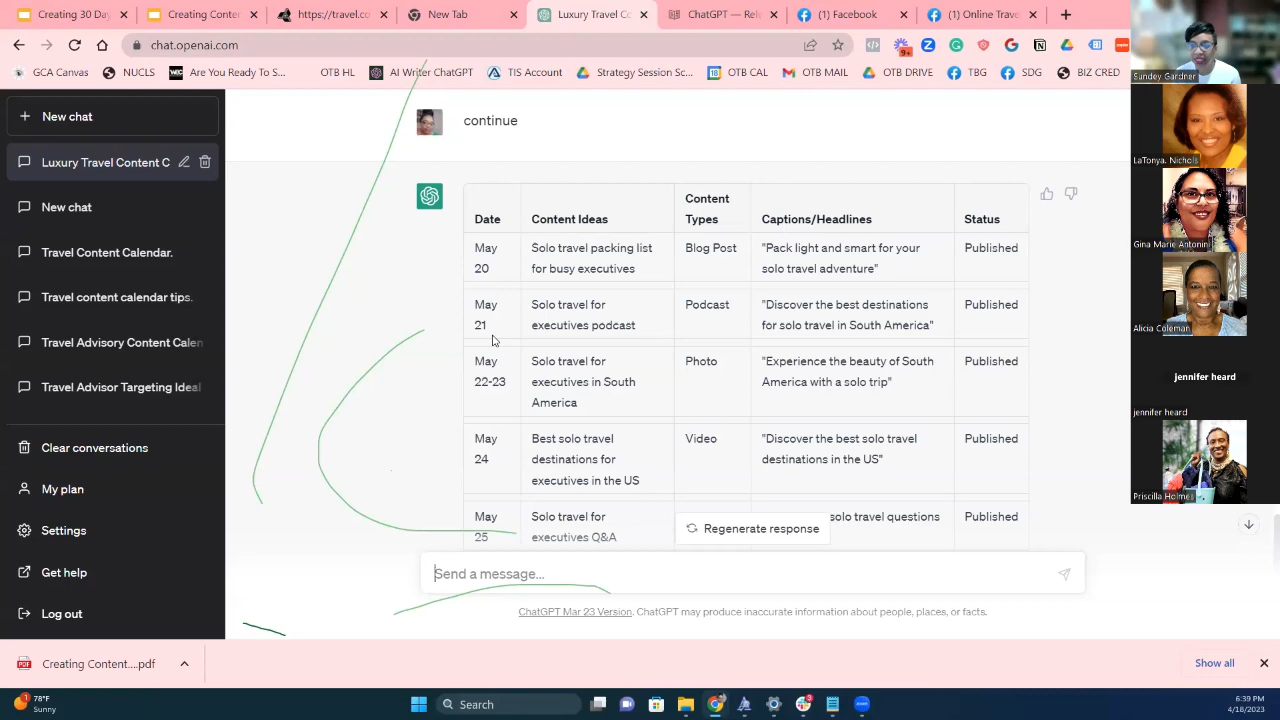 Creating 30 Day
Creating Conten
https://travel.co
New Tab
Luxury Travel Co
ChatGPT — Rele
(1) Facebook
(1) Online Trave
chat.openai.com
9+
GCA Canvas
NUCLS
Are You Ready To S...
OTB HL
AI Writer ChatGPT
TIS Account
Strategy Session Sc...
OTB CAL
OTB MAIL
OTB DRIVE
TBG
SDG
BIZ CRED
New chat
Luxury Travel Content C
New chat
Travel Content Calendar.
Travel content calendar tips.
Travel Advisory Content Calen
Travel Advisor Targeting Ideal
Clear conversations
My plan
Settings
Get help
Log out
continue
Date
Content Ideas
Content
Types
Captions/Headlines
Status
May
20
Solo travel packing list
for busy executives
Blog Post
"Pack light and smart for your
solo travel adventure"
Published
May
21
Solo travel for
executives podcast
Podcast
"Discover the best destinations
for solo travel in South America"
Published
May
22-23
Solo travel for
executives in South
America
Photo
"Experience the beauty of South
America with a solo trip"
Published
May
24
Best solo travel
destinations for
executives in the US
Video
"Discover the best solo travel
destinations in the US"
Published
May
25
Solo travel for
executives Q&A
solo travel questions
Published
Regenerate response
Send a message...
ChatGPT Mar 23 Version. ChatGPT may produce inaccurate information about people, places, or facts.
Sundey Gardner
LaTonya. Nichols
Gina Marie Antonini
Alicia Coleman
jennifer heard
jennifer heard
Priscilla Holmes
Creating Content....pdf
Show all
78°F
Sunny
Search
6:39 PM
4/18/2023